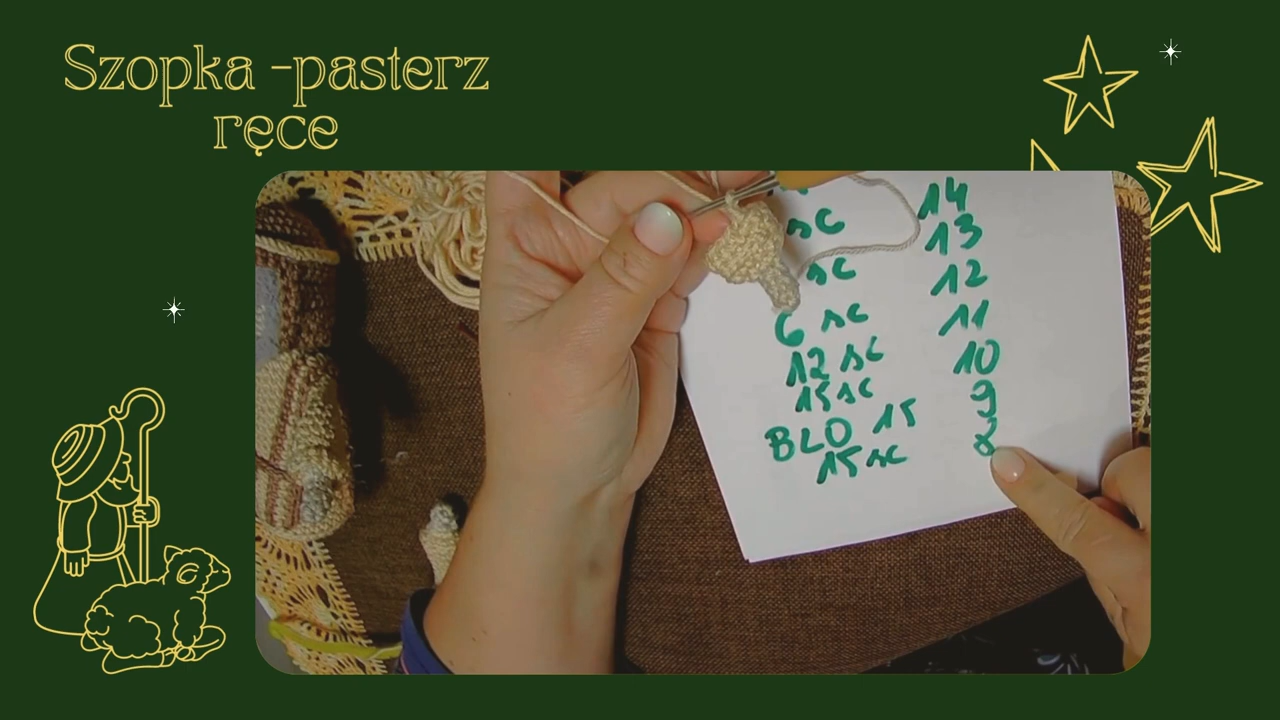 Szopka -pasterz
ręce
14
sc 13
sc 12
6 sc 11
12 sc 10
15 sc 9
BLO 15 8
15 sc